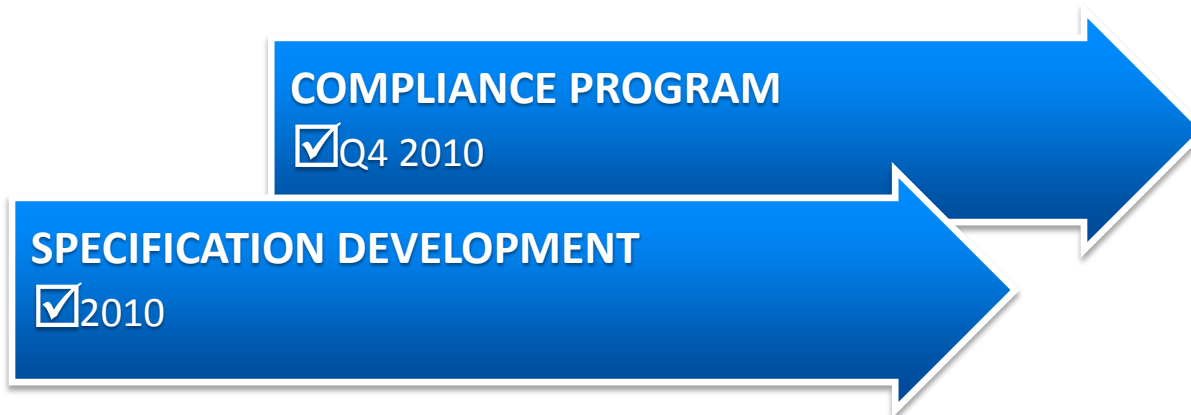 COMPLIANCE PROGRAM
☑Q4 2010
SPECIFICATION DEVELOPMENT
☑2010